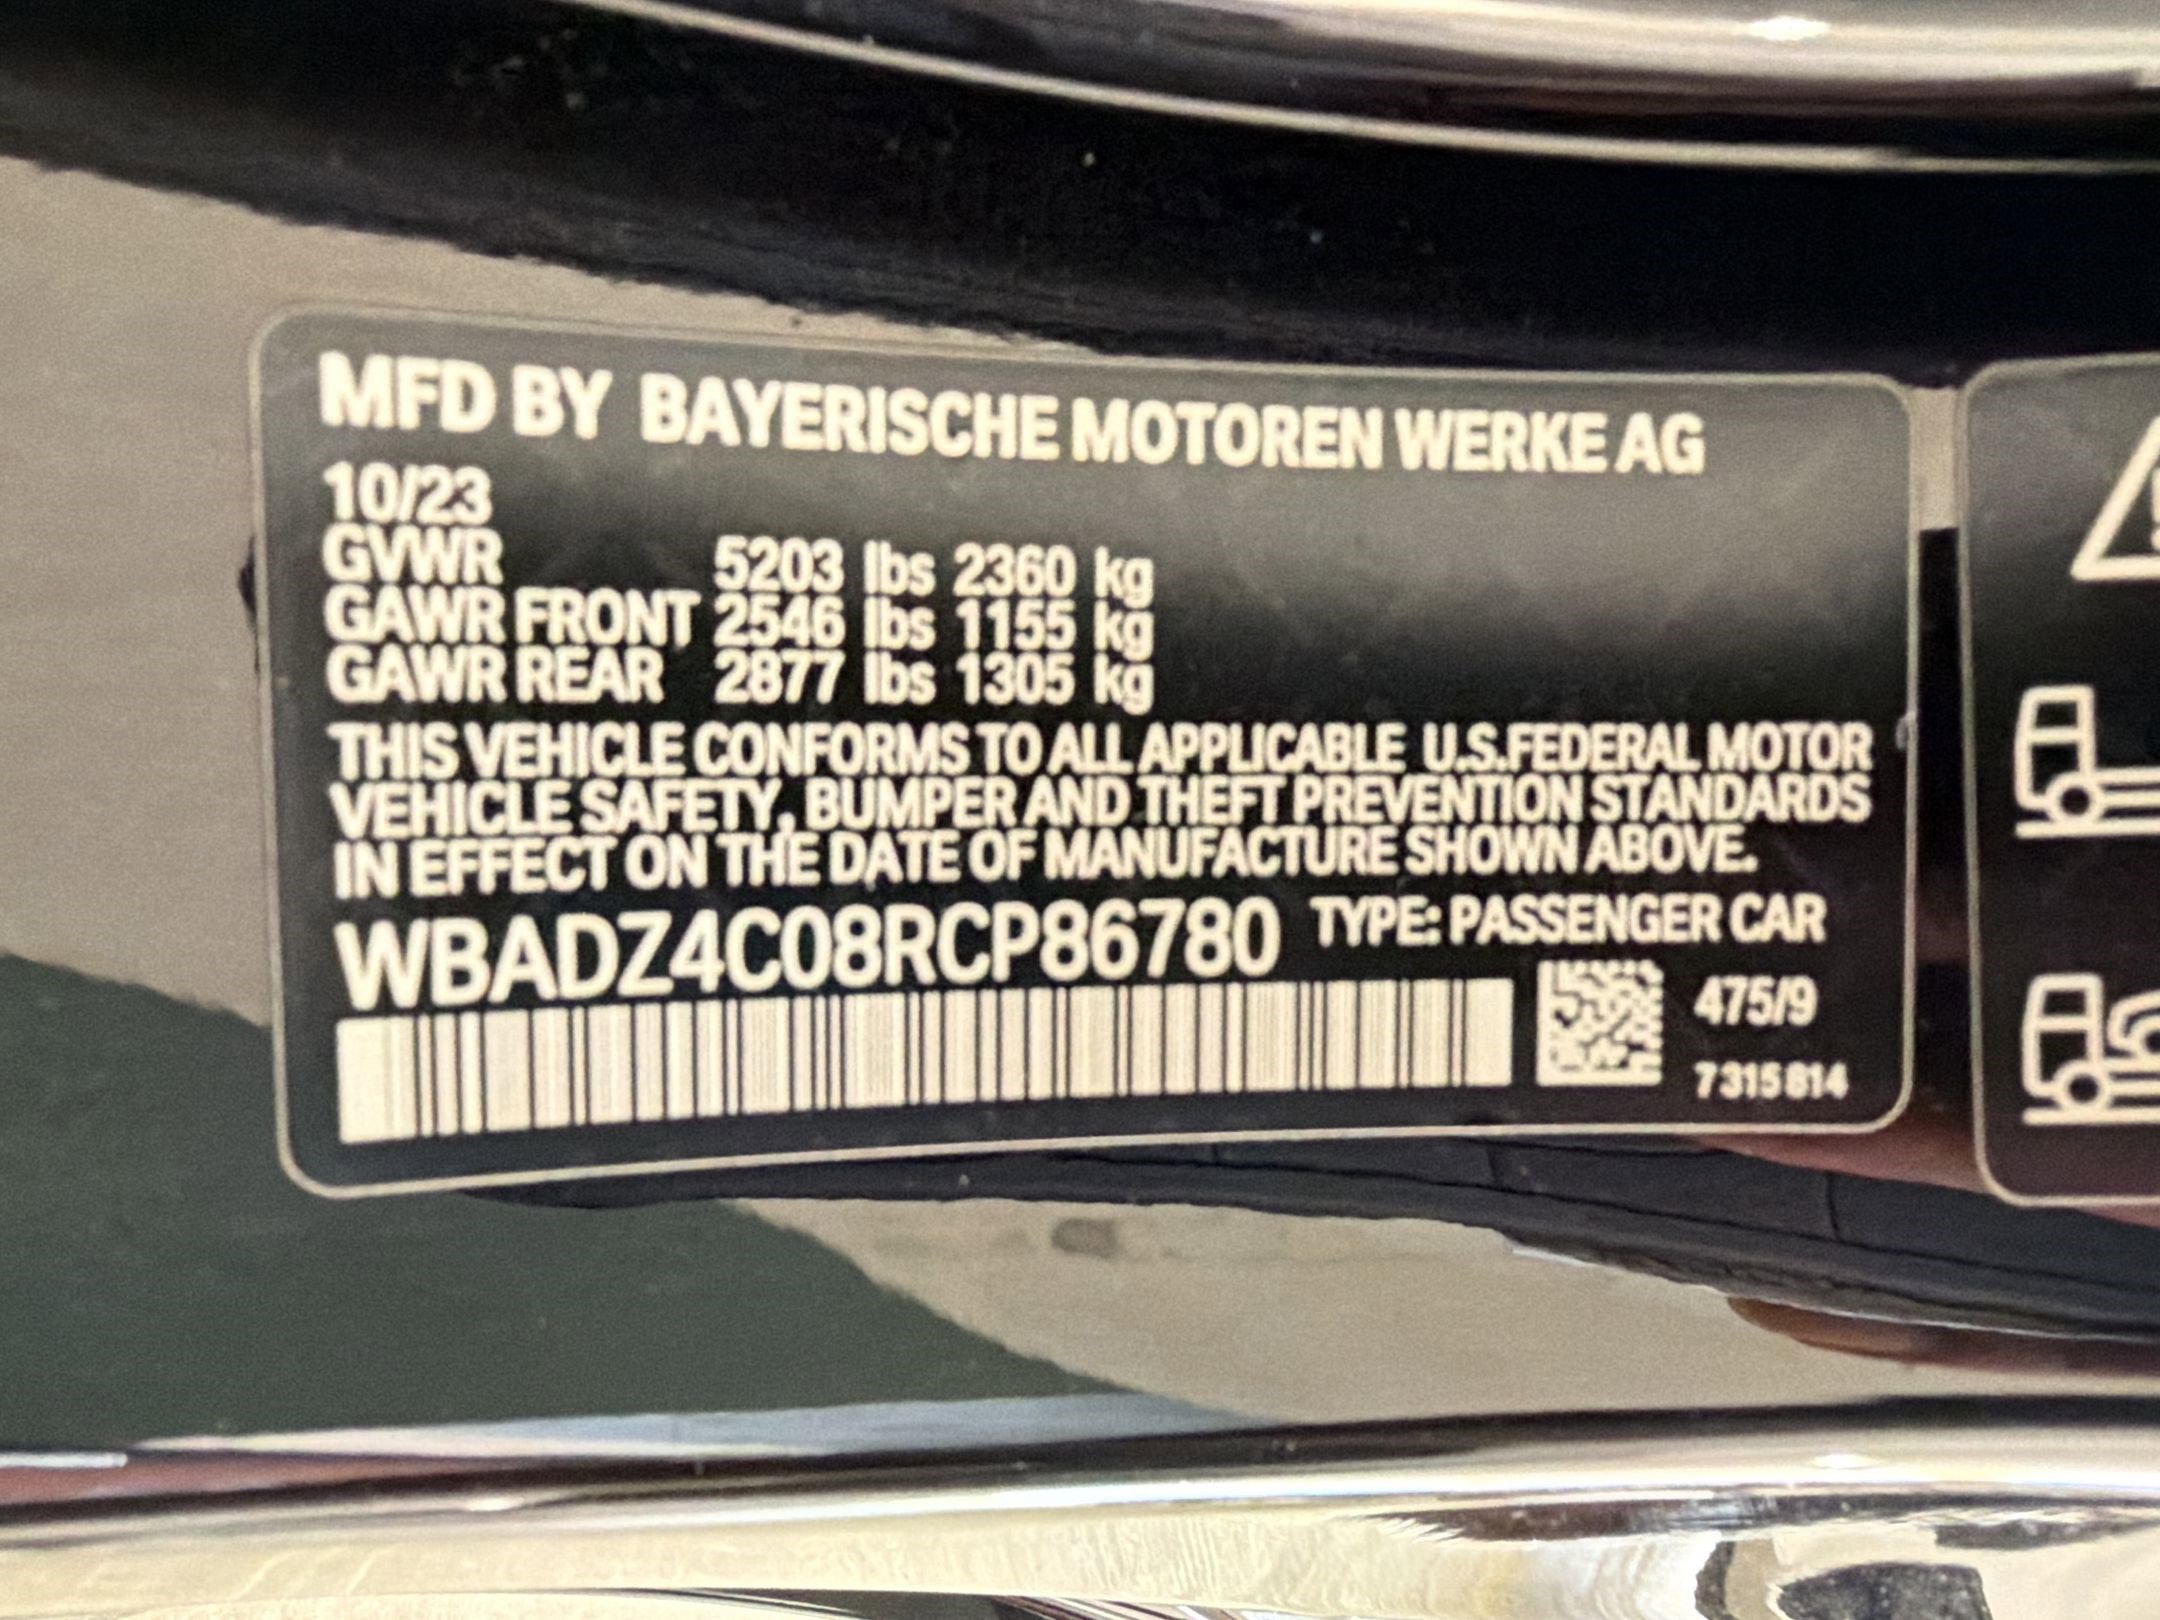 MFD BY BAYERISCHE MOTOREN WERKE AG
10/23
GVWR 5203 lbs 2360 kg
GAWR FRONT 2546 lbs 1155 kg
GAWR REAR 2877 lbs 1305 kg
THIS VEHICLE CONFORMS TO ALL APPLICABLE U.S.FEDERAL MOTOR
VEHICLE SAFETY, BUMPER AND THEFT PREVENTION STANDARDS
IN EFFECT ON THE DATE OF MANUFACTURE SHOWN ABOVE.
WBADZ4C08RCP86780 TYPE: PASSENGER CAR
475/9
7315814